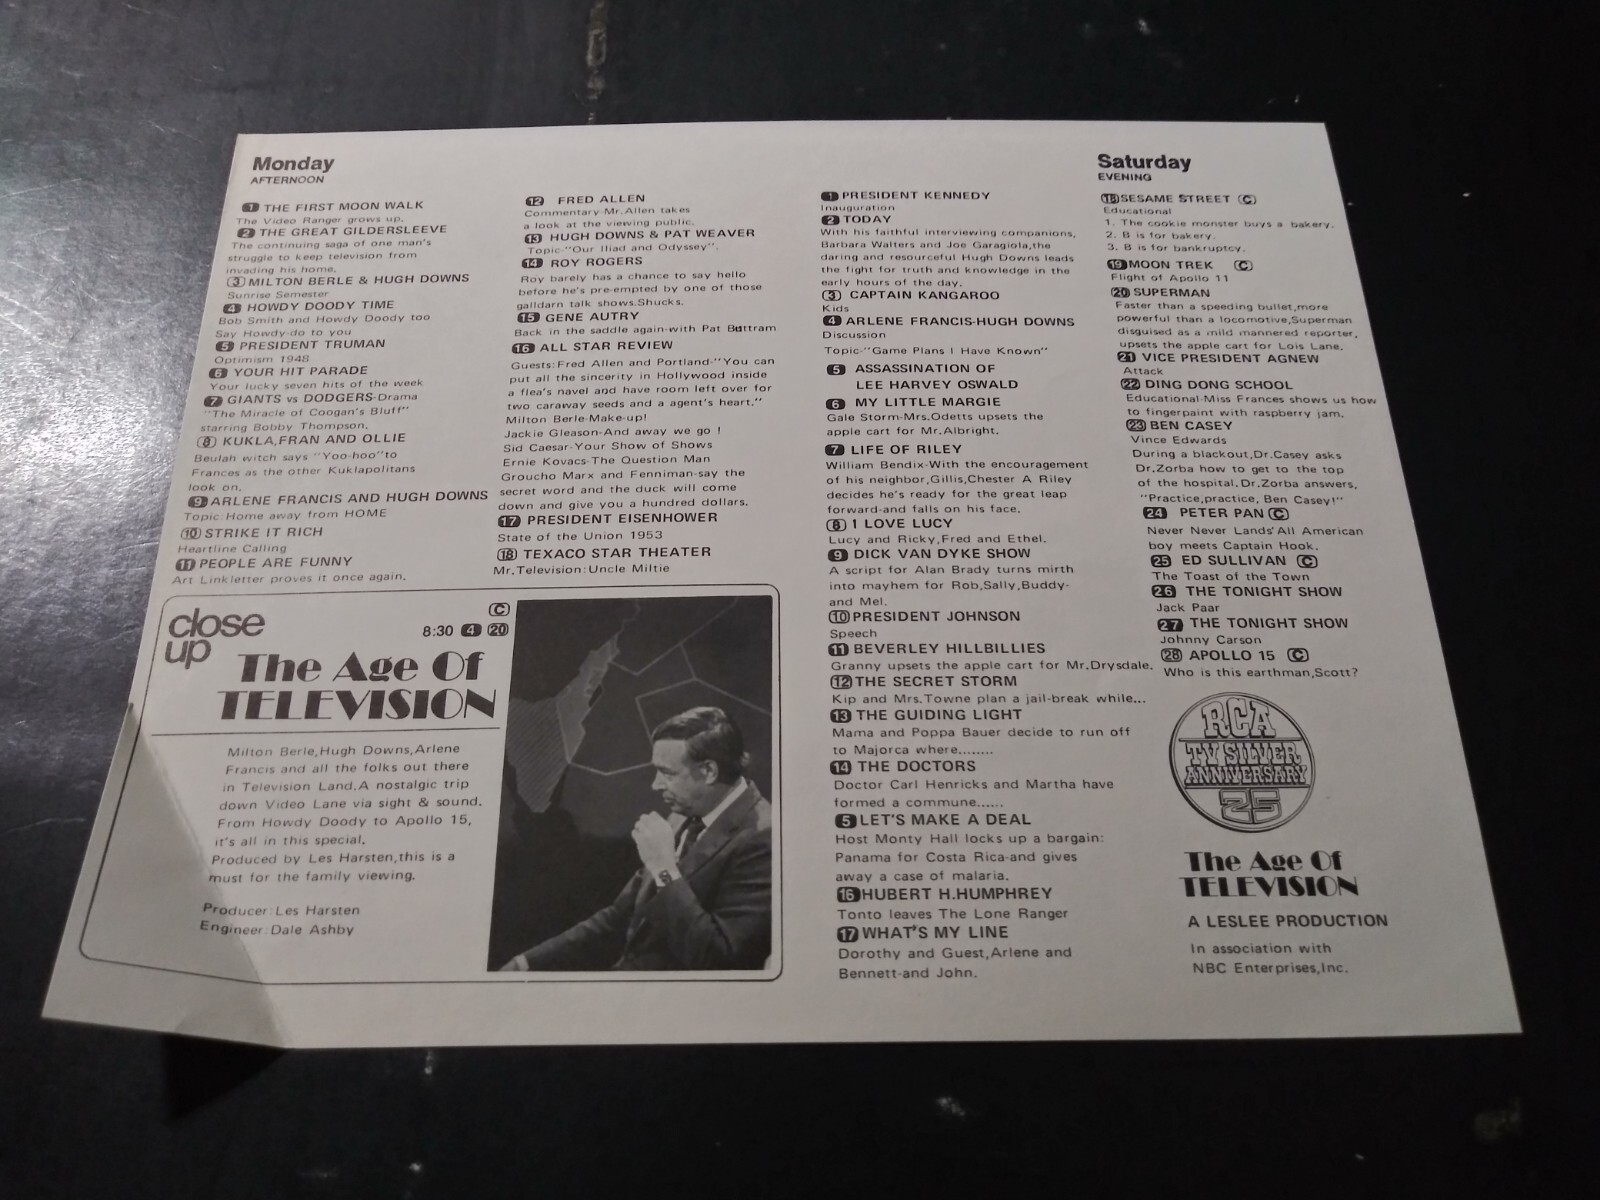 Monday
AFTERNOON
1 THE FIRST MOON WALK
The Video Ranger grows up.
2 THE GREAT GILDERSLEEVE
The continuing saga of one man's
struggle to keep television from
invading his home.
3 MILTON BERLE & HUGH DOWNS
Sunrise Semester
4 HOWDY DOODY TIME
Bob Smith and Howdy Doody too
Say Howdy-do to you
5 PRESIDENT TRUMAN
Optimism 1948
6 YOUR HIT PARADE
Your lucky seven hits of the week
7 GIANTS vs DODGERS-Drama
"The Miracle of Coogan's Bluff"
starring Bobby Thompson.
8 KUKLA,FRAN AND OLLIE
Beulah witch says "Yoo-hoo"to
Frances as the other Kuklapolitans
look on.
9 ARLENE FRANCIS AND HUGH DOWNS
Topic:Home away from HOME
10 STRIKE IT RICH
Heartline Calling
11 PEOPLE ARE FUNNY
Art Linkletter proves it once again.
12 FRED ALLEN
Commentary-Mr.Allen takes
a look at the viewing public.
13 HUGH DOWNS & PAT WEAVER
Topic-"Our Iliad and Odyssey".
14 ROY ROGERS
Roy barely has a chance to say hello
before he's pre-empted by one of those
galldarn talk shows.Shucks.
15 GENE AUTRY
Back in the saddle again-with Pat Buttram
16 ALL STAR REVIEW
Guests:Fred Allen and Portland-"You can
put all the sincerity in Hollywood inside
a flea's navel and have room left over for
two caraway seeds and a agent's heart."
Milton Berle-Make-up!
Jackie Gleason-And away we go !
Sid Caesar-Your Show of Shows
Ernie Kovacs-The Question Man
Groucho Marx and Fenniman-say the
secret word and the duck will come
down and give you a hundred dollars.
17 PRESIDENT EISENHOWER
State of the Union 1953
18 TEXACO STAR THEATER
Mr.Television:Uncle Miltie
close
up
C
8:30 4 20
The Age Of
TELEVISION
Milton Berle,Hugh Downs,Arlene
Francis and all the folks out there
in Television Land.A nostalgic trip
down Video Lane via sight & sound.
From Howdy Doody to Apollo 15,
it's all in this special.
Produced by Les Harsten,this is a
must for the family viewing.
Producer:Les Harsten
Engineer:Dale Ashby
1 PRESIDENT KENNEDY
Inauguration
2 TODAY
With his faithful interviewing companions,
Barbara Walters and Joe Garagiola,the
daring and resourceful Hugh Downs leads
the fight for truth and knowledge in the
early hours of the day.
3 CAPTAIN KANGAROO
Kids
4 ARLENE FRANCIS-HUGH DOWNS
Discussion
Topic-"Game Plans I Have Known"
5 ASSASSINATION OF
LEE HARVEY OSWALD
6 MY LITTLE MARGIE
Gale Storm-Mrs.Odetts upsets the
apple cart for Mr.Albright.
7 LIFE OF RILEY
William Bendix-With the encouragement
of his neighbor,Gillis,Chester A Riley
decides he's ready for the great leap
forward-and falls on his face.
8 I LOVE LUCY
Lucy and Ricky,Fred and Ethel.
9 DICK VAN DYKE SHOW
A script for Alan Brady turns mirth
into mayhem for Rob,Sally,Buddy-
and Mel.
10 PRESIDENT JOHNSON
Speech
11 BEVERLEY HILLBILLIES
Granny upsets the apple cart for Mr.Drysdale.
12 THE SECRET STORM
Kip and Mrs.Towne plan a jail-break while...
13 THE GUIDING LIGHT
Mama and Poppa Bauer decide to run off
to Majorca where........
14 THE DOCTORS
Doctor Carl Henricks and Martha have
formed a commune......
5 LET'S MAKE A DEAL
Host Monty Hall locks up a bargain:
Panama for Costa Rica-and gives
away a case of malaria.
16 HUBERT H.HUMPHREY
Tonto leaves The Lone Ranger
17 WHAT'S MY LINE
Dorothy and Guest,Arlene and
Bennett-and John.
Saturday
EVENING
18 SESAME STREET C
Educational
1. The cookie monster buys a bakery.
2. B is for bakery.
3. B is for bankruptcy.
19 MOON TREK C
Flight of Apollo 11
20 SUPERMAN
Faster than a speeding bullet,more
powerful than a locomotive,Superman
disguised as a mild mannered reporter,
upsets the apple cart for Lois Lane.
21 VICE PRESIDENT AGNEW
Attack
22 DING DONG SCHOOL
Educational-Miss Frances shows us how
to fingerpaint with raspberry jam.
23 BEN CASEY
Vince Edwards
During a blackout,Dr.Casey asks
Dr.Zorba how to get to the top
of the hospital.Dr.Zorba answers,
"Practice,practice, Ben Casey!"
24 PETER PAN C
Never Never Lands'All American
boy meets Captain Hook.
25 ED SULLIVAN C
The Toast of the Town
26 THE TONIGHT SHOW
Jack Paar
27 THE TONIGHT SHOW
Johnny Carson
28 APOLLO 15 C
Who is this earthman,Scott?
RCA
TV SILVER
ANNIVERSARY
25
The Age Of
TELEVISION
A LESLEE PRODUCTION
In association with
NBC Enterprises,Inc.